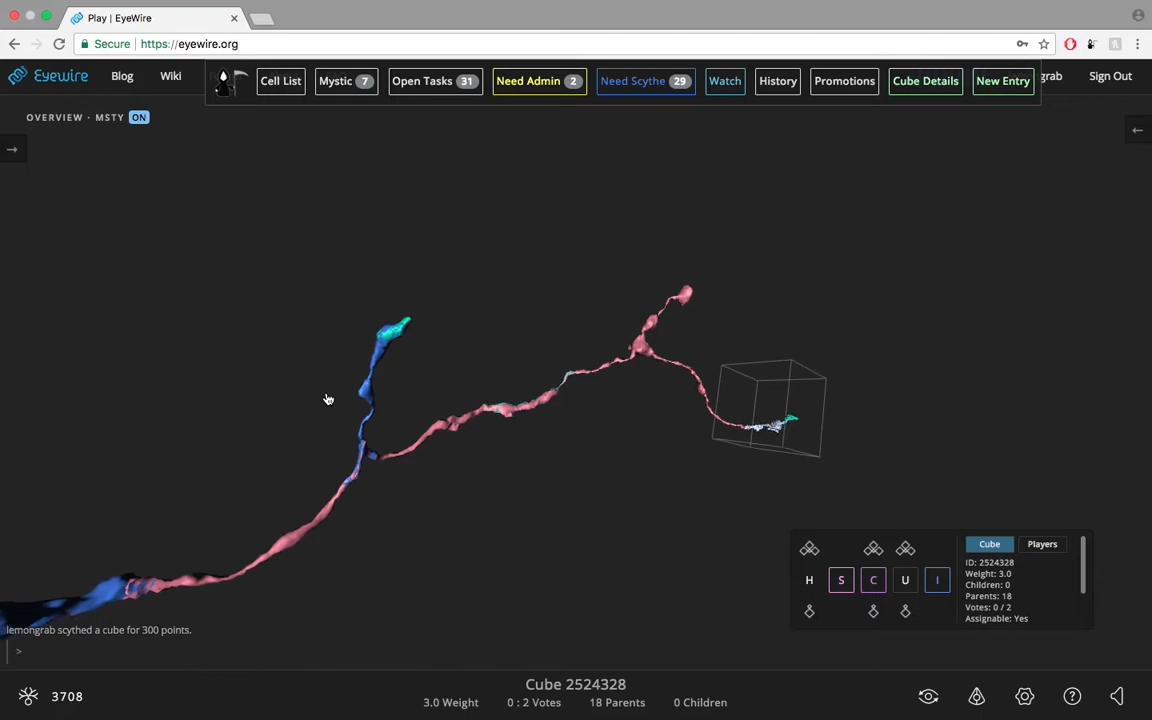 Play | EyeWire
Secure | https://eyewire.org
Eyewire Blog Wiki Cell List Mystic 7 Open Tasks 31 Need Admin 2 Need Scythe 29 Watch History Promotions Cube Details New Entry grab Sign Out
OVERVIEW · MSTY ON
Cube Players
ID: 2524328
Weight: 3.0
Children: 0
Parents: 18
Votes: 0 / 2
Assignable: Yes
H S C U I
lemongrab scythed a cube for 300 points.
>
3708
Cube 2524328
3.0 Weight 0 : 2 Votes 18 Parents 0 Children